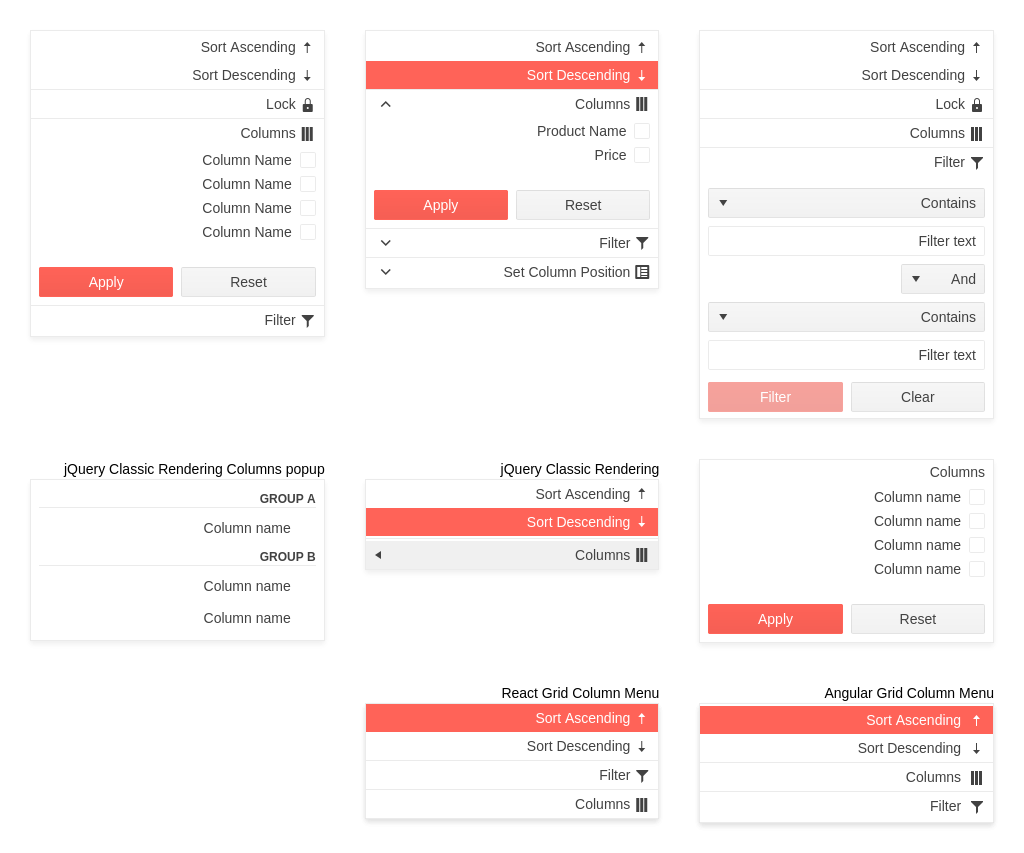 Sort Ascending
Sort Descending
Lock
Columns
Column Name
Column Name
Column Name
Column Name
Apply Reset
Filter
Sort Ascending
Sort Descending
Columns
Product Name
Price
Apply Reset
Filter
Set Column Position
Sort Ascending
Sort Descending
Lock
Columns
Filter
Contains
Filter text
And
Contains
Filter text
Filter Clear
jQuery Classic Rendering Columns popup
GROUP A
Column name
GROUP B
Column name
Column name
jQuery Classic Rendering
Sort Ascending
Sort Descending
Columns
Columns
Column name
Column name
Column name
Column name
Apply Reset
React Grid Column Menu
Sort Ascending
Sort Descending
Filter
Columns
Angular Grid Column Menu
Sort Ascending
Sort Descending
Columns
Filter